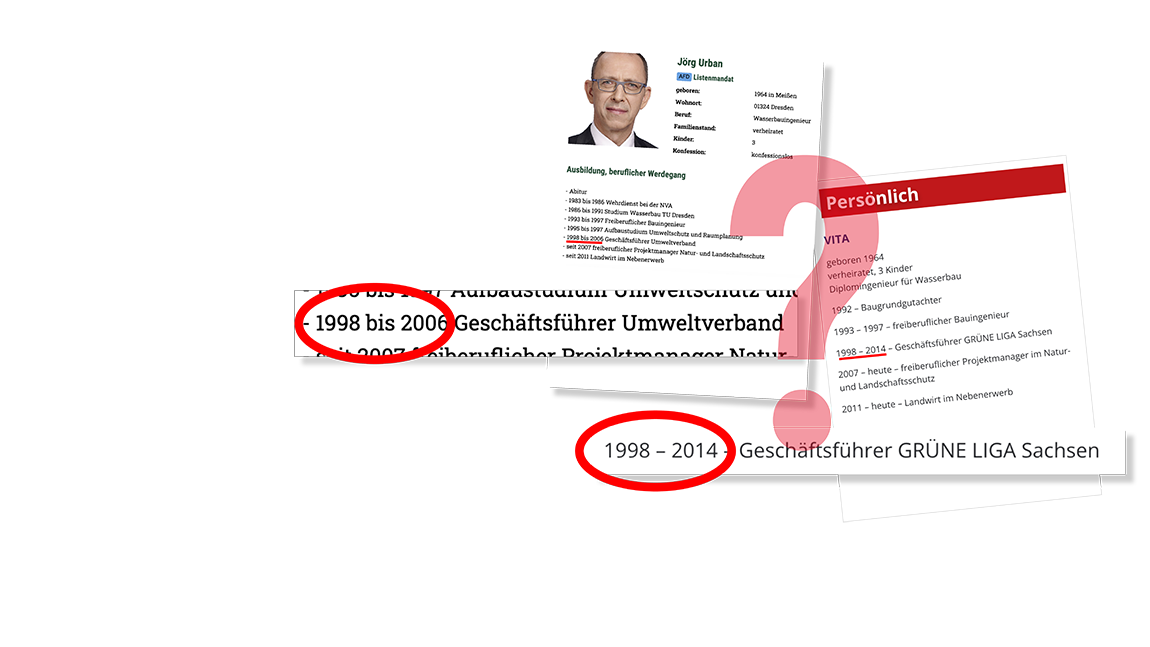 Jörg Urban
AFD Listenmandat
geboren: 1964 in Meißen
Wohnort: 01324 Dresden
Beruf: Wasserbauingenieur
Familienstand: verheiratet
Kinder: 3
Konfession: konfessionslos
Ausbildung, beruflicher Werdegang
- Abitur
- 1983 bis 1986 Wehrdienst bei der NVA
- 1986 bis 1991 Studium Wasserbau TU Dresden
- 1993 bis 1997 Freiberuflicher Bauingenieur
- 1995 bis 1997 Aufbaustudium Umweltschutz und Raumplanung
- 1998 bis 2006 Geschäftsführer Umweltverband
- seit 2007 freiberuflicher Projektmanager Natur- und Landschaftsschutz
- seit 2011 Landwirt im Nebenerwerb
bis 1997 Aufbaustudium Umweltschutz und
- 1998 bis 2006 Geschäftsführer Umweltverband
- seit 2007 freiberuflicher Projektmanager Natur-
?
Persönlich
VITA
geboren 1964
verheiratet, 3 Kinder
Diplomingenieur für Wasserbau
1992 – Baugrundgutachter
1993 – 1997 – freiberuflicher Bauingenieur
1998 – 2014 – Geschäftsführer GRÜNE LIGA Sachsen
2007 – heute – freiberuflicher Projektmanager im Natur-
und Landschaftsschutz
2011 – heute – Landwirt im Nebenerwerb
1998 – 2014 – Geschäftsführer GRÜNE LIGA Sachsen